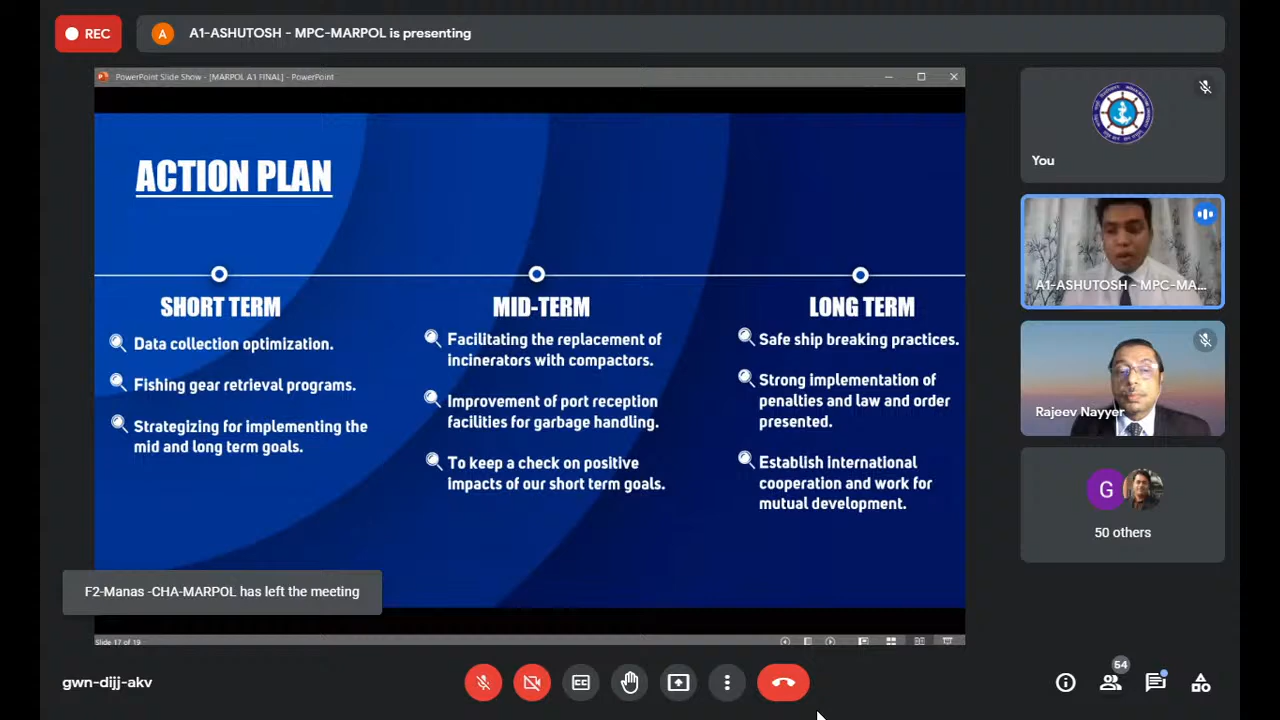 REC
A
A1-ASHUTOSH - MPC-MARPOL is presenting
PowerPoint Slide Show - [MARPOL A1 FINAL] - PowerPoint
ACTION PLAN
SHORT TERM
Data collection optimization.
Fishing gear retrieval programs.
Strategizing for implementing the
mid and long term goals.
MID-TERM
Facilitating the replacement of
incinerators with compactors.
Improvement of port reception
facilities for garbage handling.
To keep a check on positive
impacts of our short term goals.
LONG TERM
Safe ship breaking practices.
Strong implementation of
penalties and law and order
presented.
Establish international
cooperation and work for
mutual development.
You
A1-ASHUTOSH - MPC-MA...
Rajeev Nayyer
G
50 others
F2-Manas -CHA-MARPOL has left the meeting
Slide 17 of 19
gwn-dijj-akv
CC
54